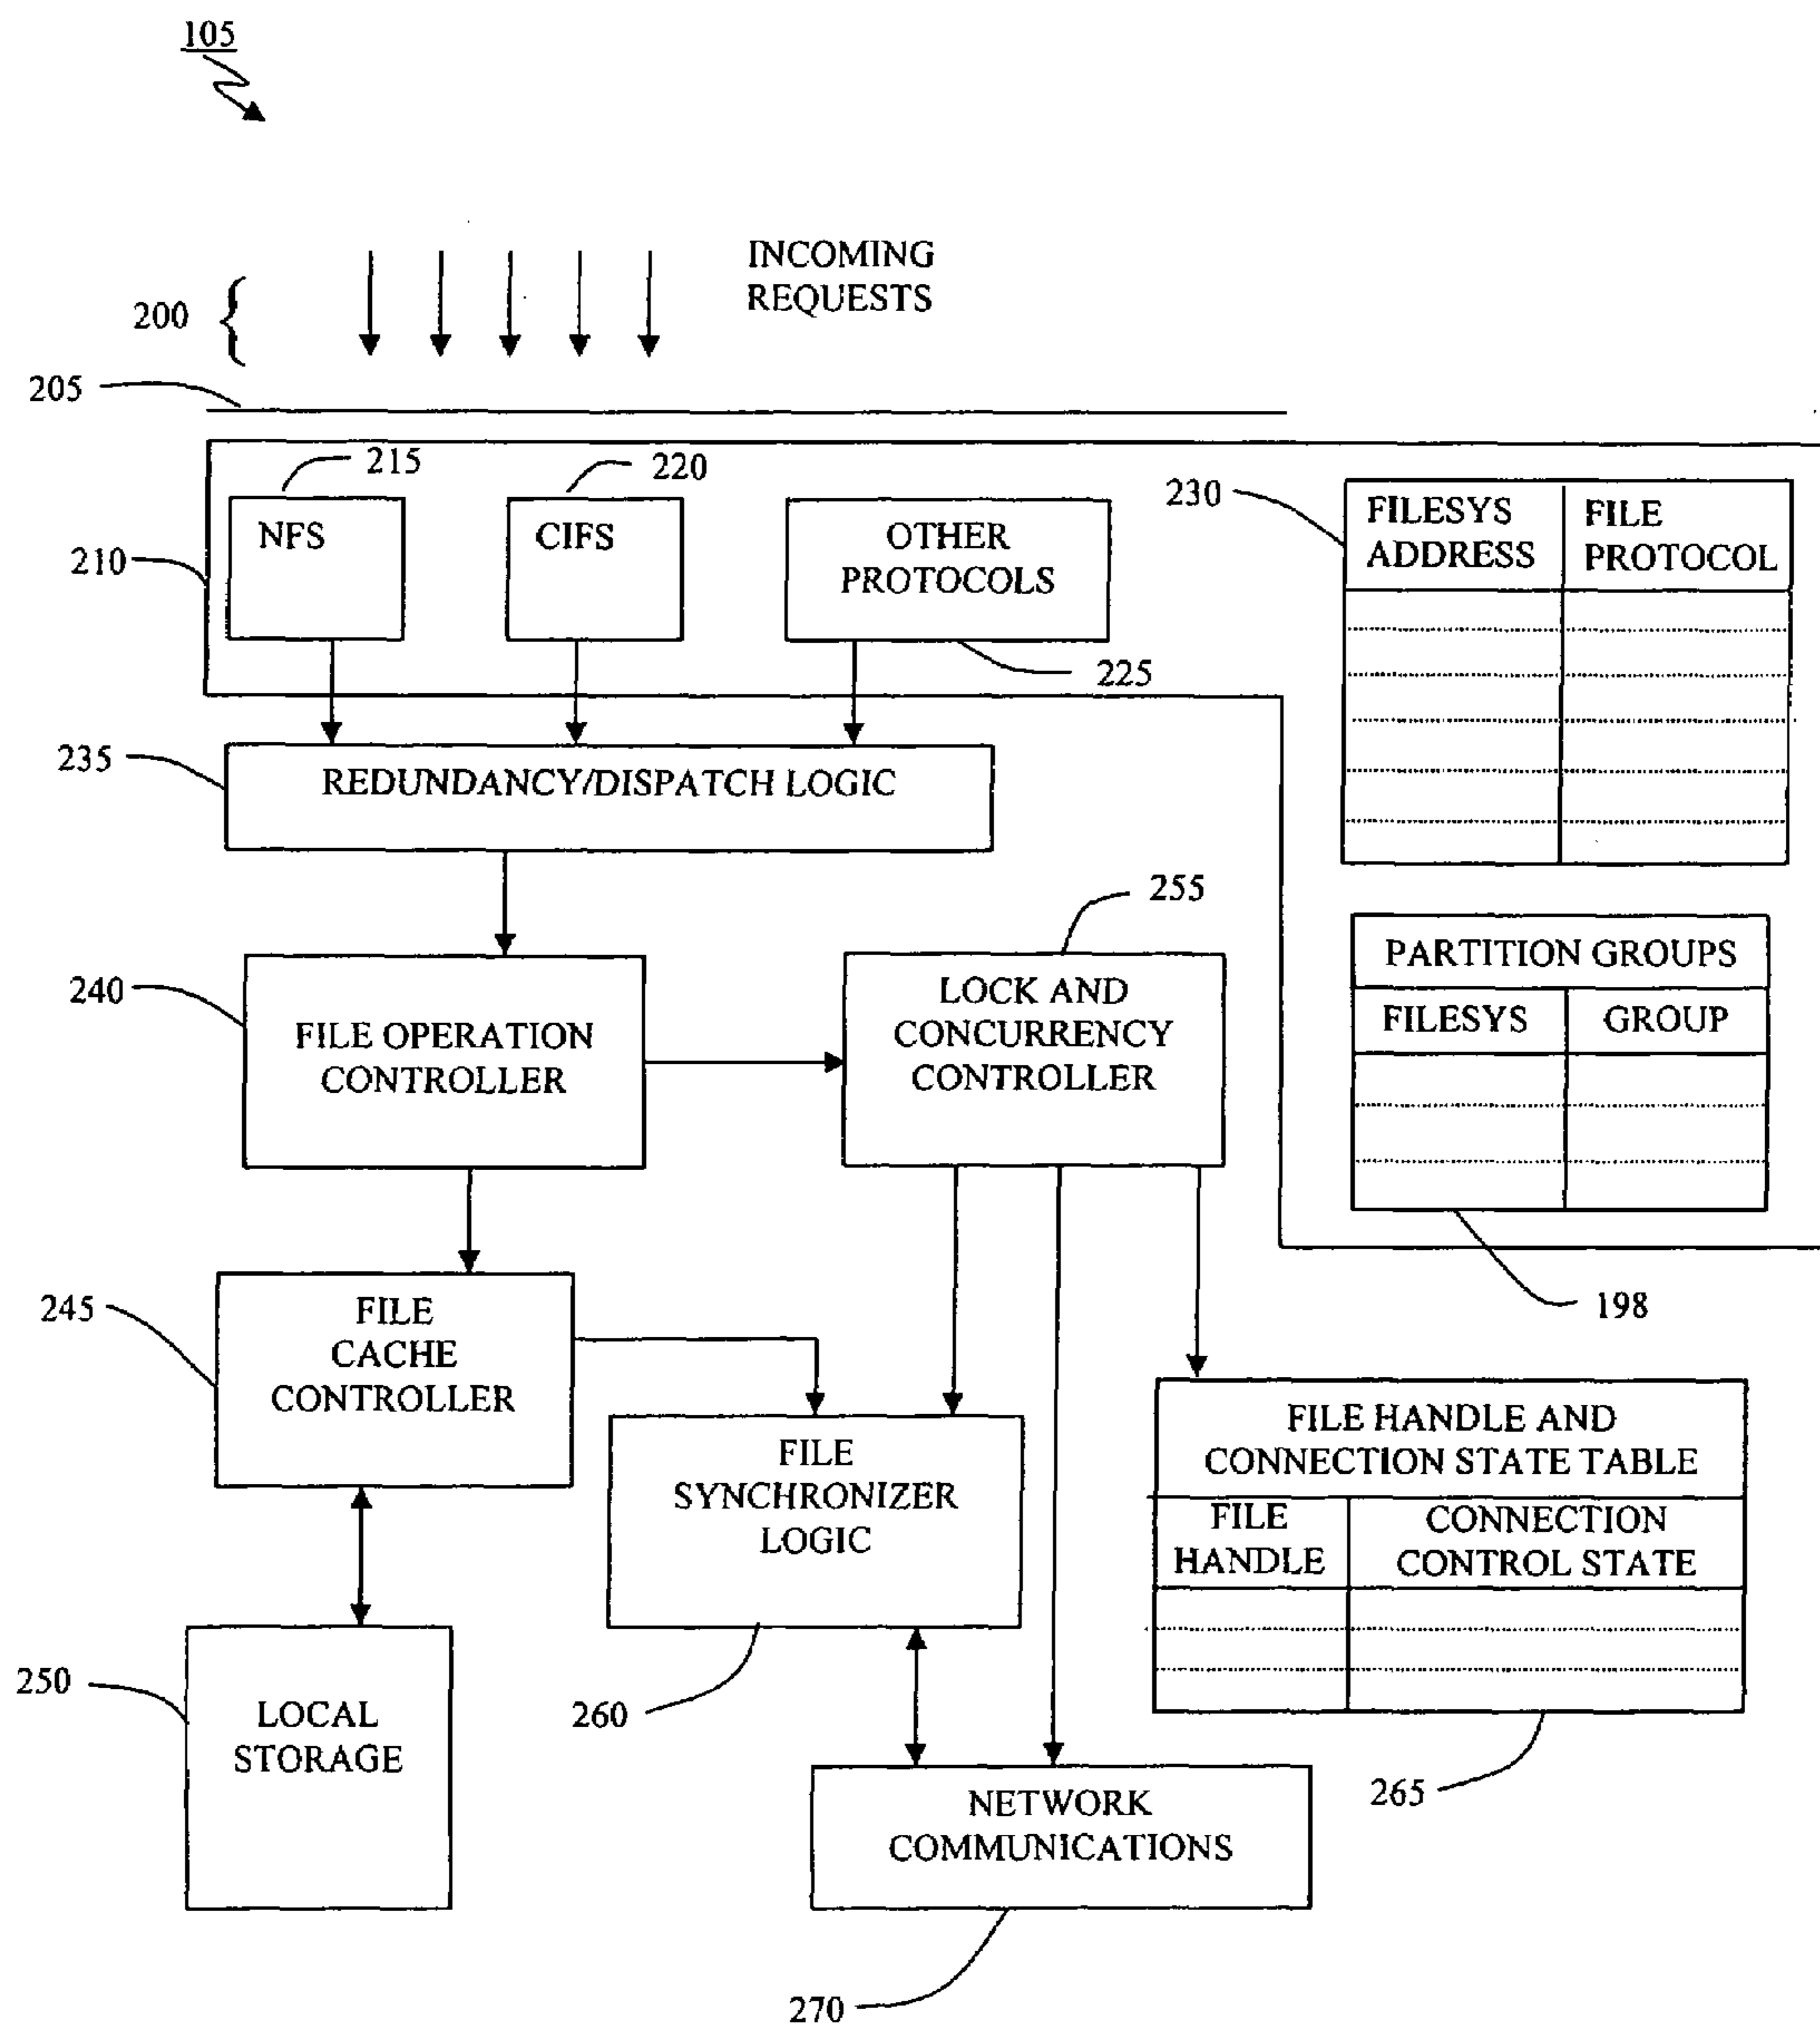 105
INCOMING
REQUESTS
200
205
215
220
230
FILESYS
ADDRESS
FILE
PROTOCOL
NFS
CIFS
OTHER
PROTOCOLS
210
225
235
REDUNDANCY/DISPATCH LOGIC
255
PARTITION GROUPS
FILESYS
GROUP
240
FILE OPERATION
CONTROLLER
LOCK AND
CONCURRENCY
CONTROLLER
198
245
FILE
CACHE
CONTROLLER
FILE HANDLE AND
CONNECTION STATE TABLE
FILE
HANDLE
CONNECTION
CONTROL STATE
FILE
SYNCHRONIZER
LOGIC
250
LOCAL
STORAGE
260
265
NETWORK
COMMUNICATIONS
270